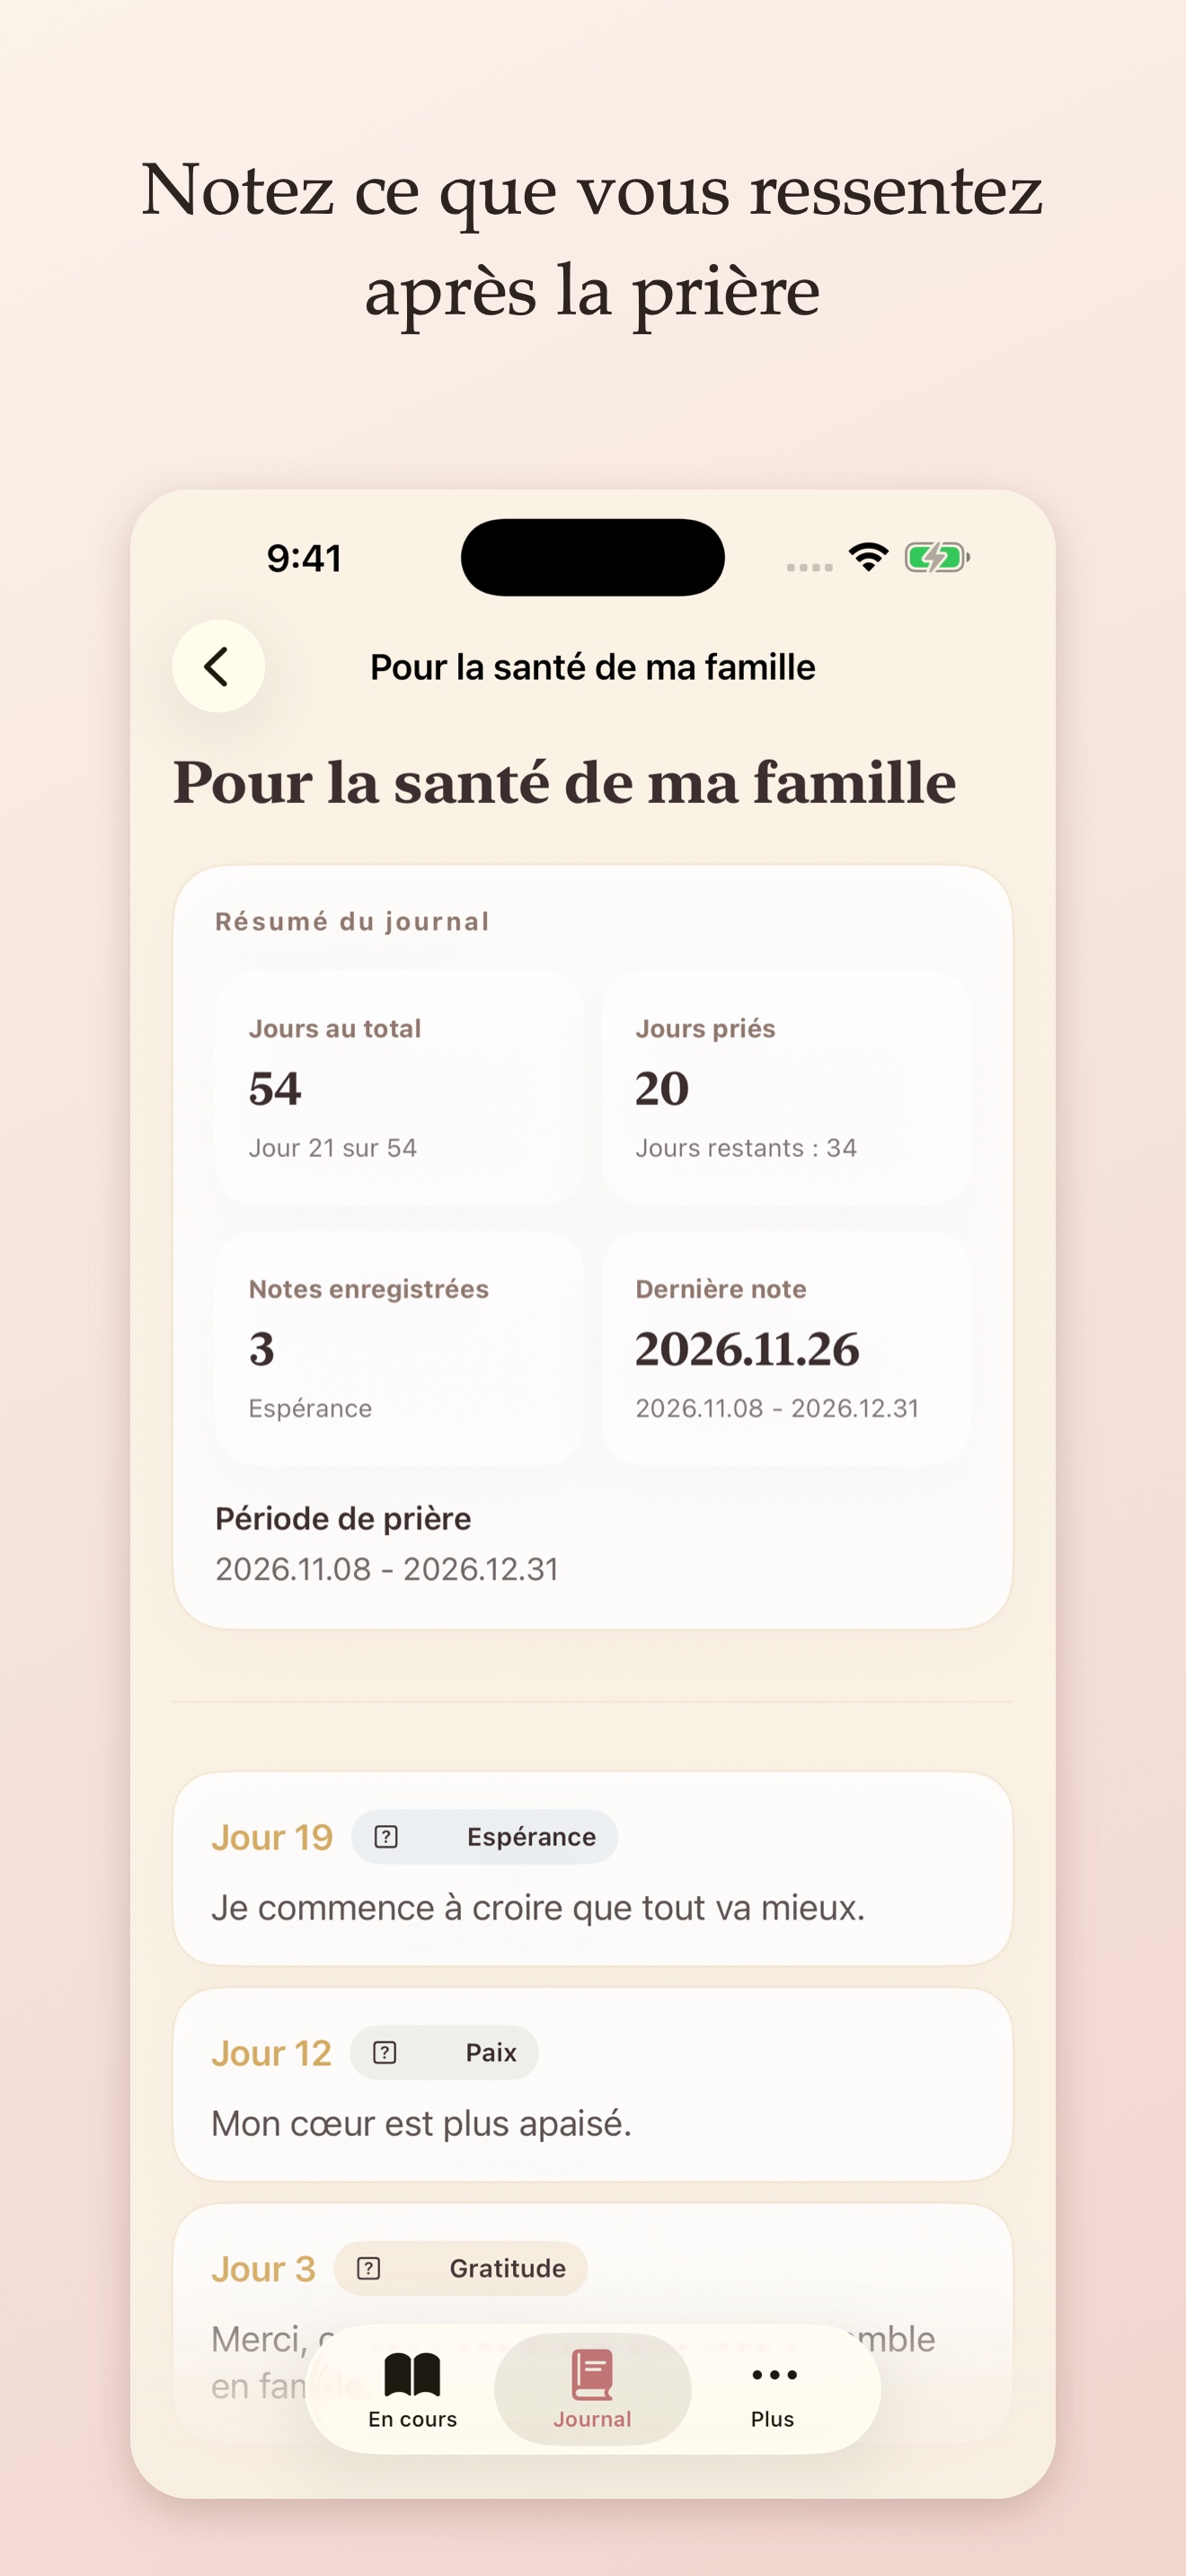 Notez ce que vous ressentez
après la prière
9:41
Pour la santé de ma famille
Pour la santé de ma famille
Résumé du journal
Jours au total
54
Jour 21 sur 54
Jours priés
20
Jours restants : 34
Notes enregistrées
3
Espérance
Dernière note
2026.11.26
2026.11.08 - 2026.12.31
Période de prière
2026.11.08 - 2026.12.31
Jour 19 Espérance
Je commence à croire que tout va mieux.
Jour 12 Paix
Mon cœur est plus apaisé.
Jour 3 Gratitude
Merci,
en
En cours
Journal
Plus